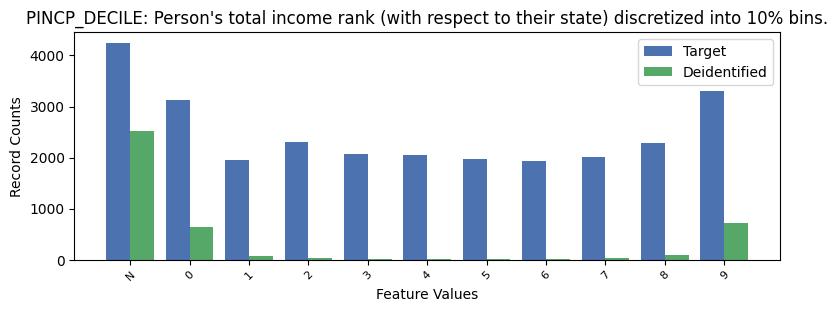 PINCP_DECILE: Person's total income rank (with respect to their state) discretized into 10% bins.
Target
Deidentified
Record Counts
4000
3000
2000
1000
0
N 0 1 2 3 4 5 6 7 8 9
Feature Values